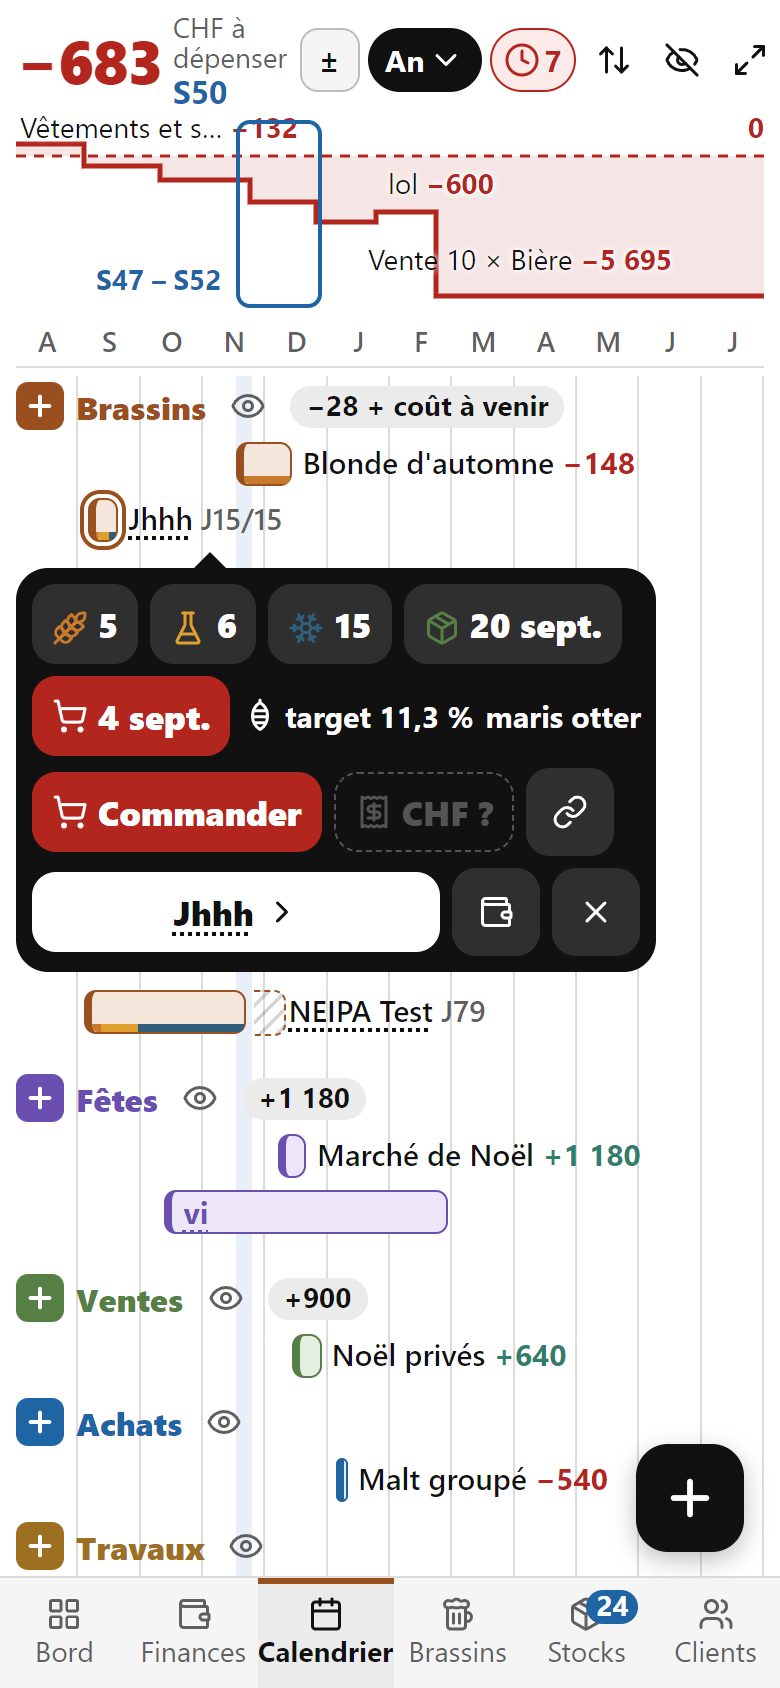 −683
CHF à
dépenser
S50
±
An
7
Vêtements et s... −132
0
lol −600
Vente 10 × Bière −5 695
S47 – S52
A S O N D J F M A M J J
Brassins
−28 + coût à venir
Blonde d'automne −148
Jhhh J15/15
5
6
15
20 sept.
4 sept.
target 11,3 % maris otter
Commander
CHF ?
Jhhh
NEIPA Test J79
Fêtes
+1 180
Marché de Noël +1 180
vi
Ventes
+900
Noël privés +640
Achats
Malt groupé −540
Travaux
24
Bord
Finances
Calendrier
Brassins
Stocks
Clients